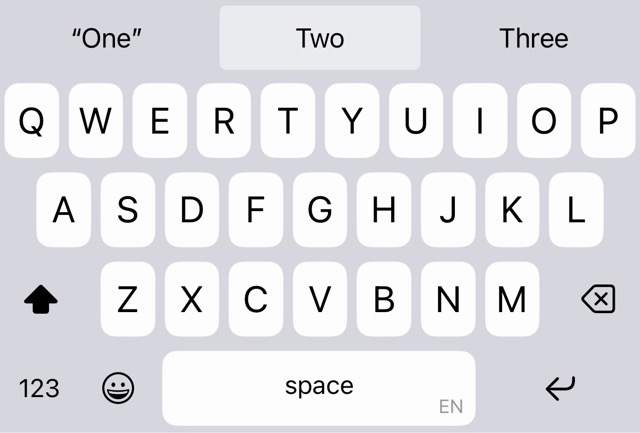 “One” Two Three
Q W E R T Y U I O P
A S D F G H J K L
Z X C V B N M
123 space EN